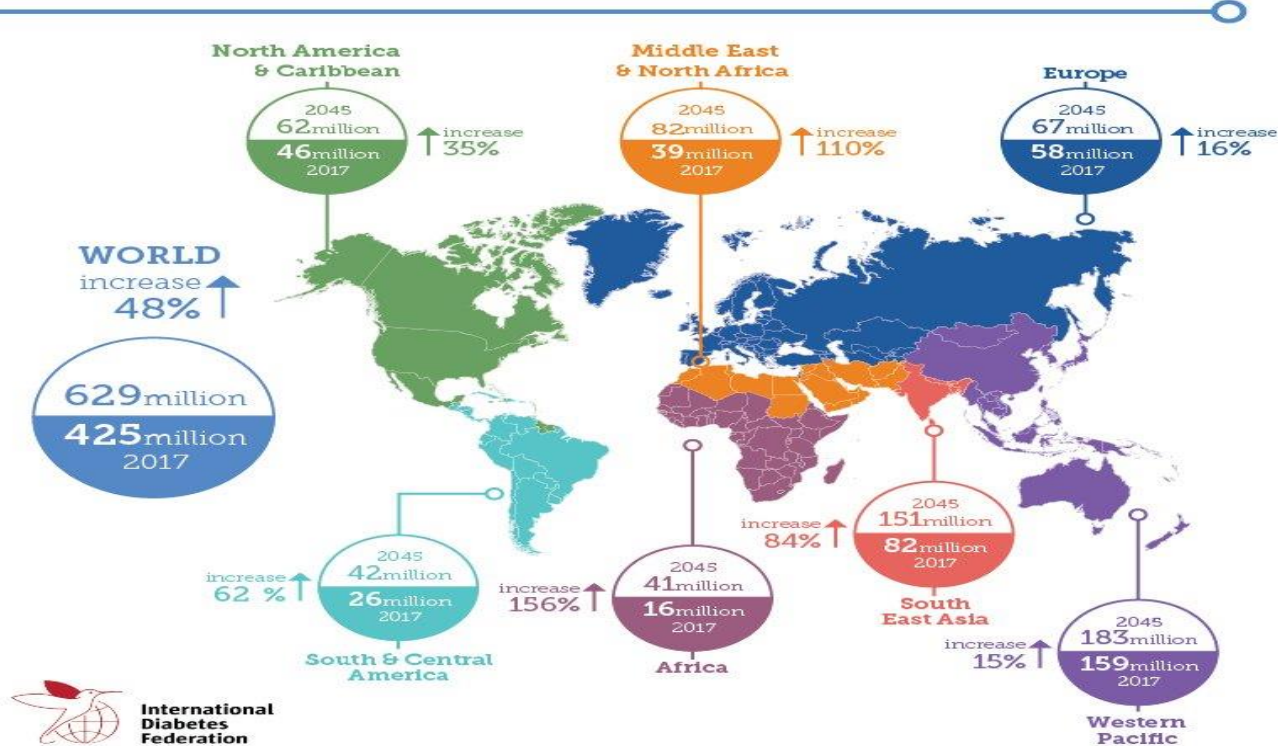 North America
& Caribbean
2045
62million
46million
2017
increase
35%
Middle East
& North Africa
2045
82million
39million
2017
increase
110%
Europe
2045
67million
58million
2017
increase
16%
WORLD
increase
48%
629million
425million
2017
2045
42million
26million
2017
increase
62 %
South & Central
America
2045
41million
16million
2017
increase
156%
Africa
2045
151million
82million
2017
increase
84%
South
East Asia
2045
183million
159million
2017
increase
15%
Western
Pacific
International
Diabetes
Federation